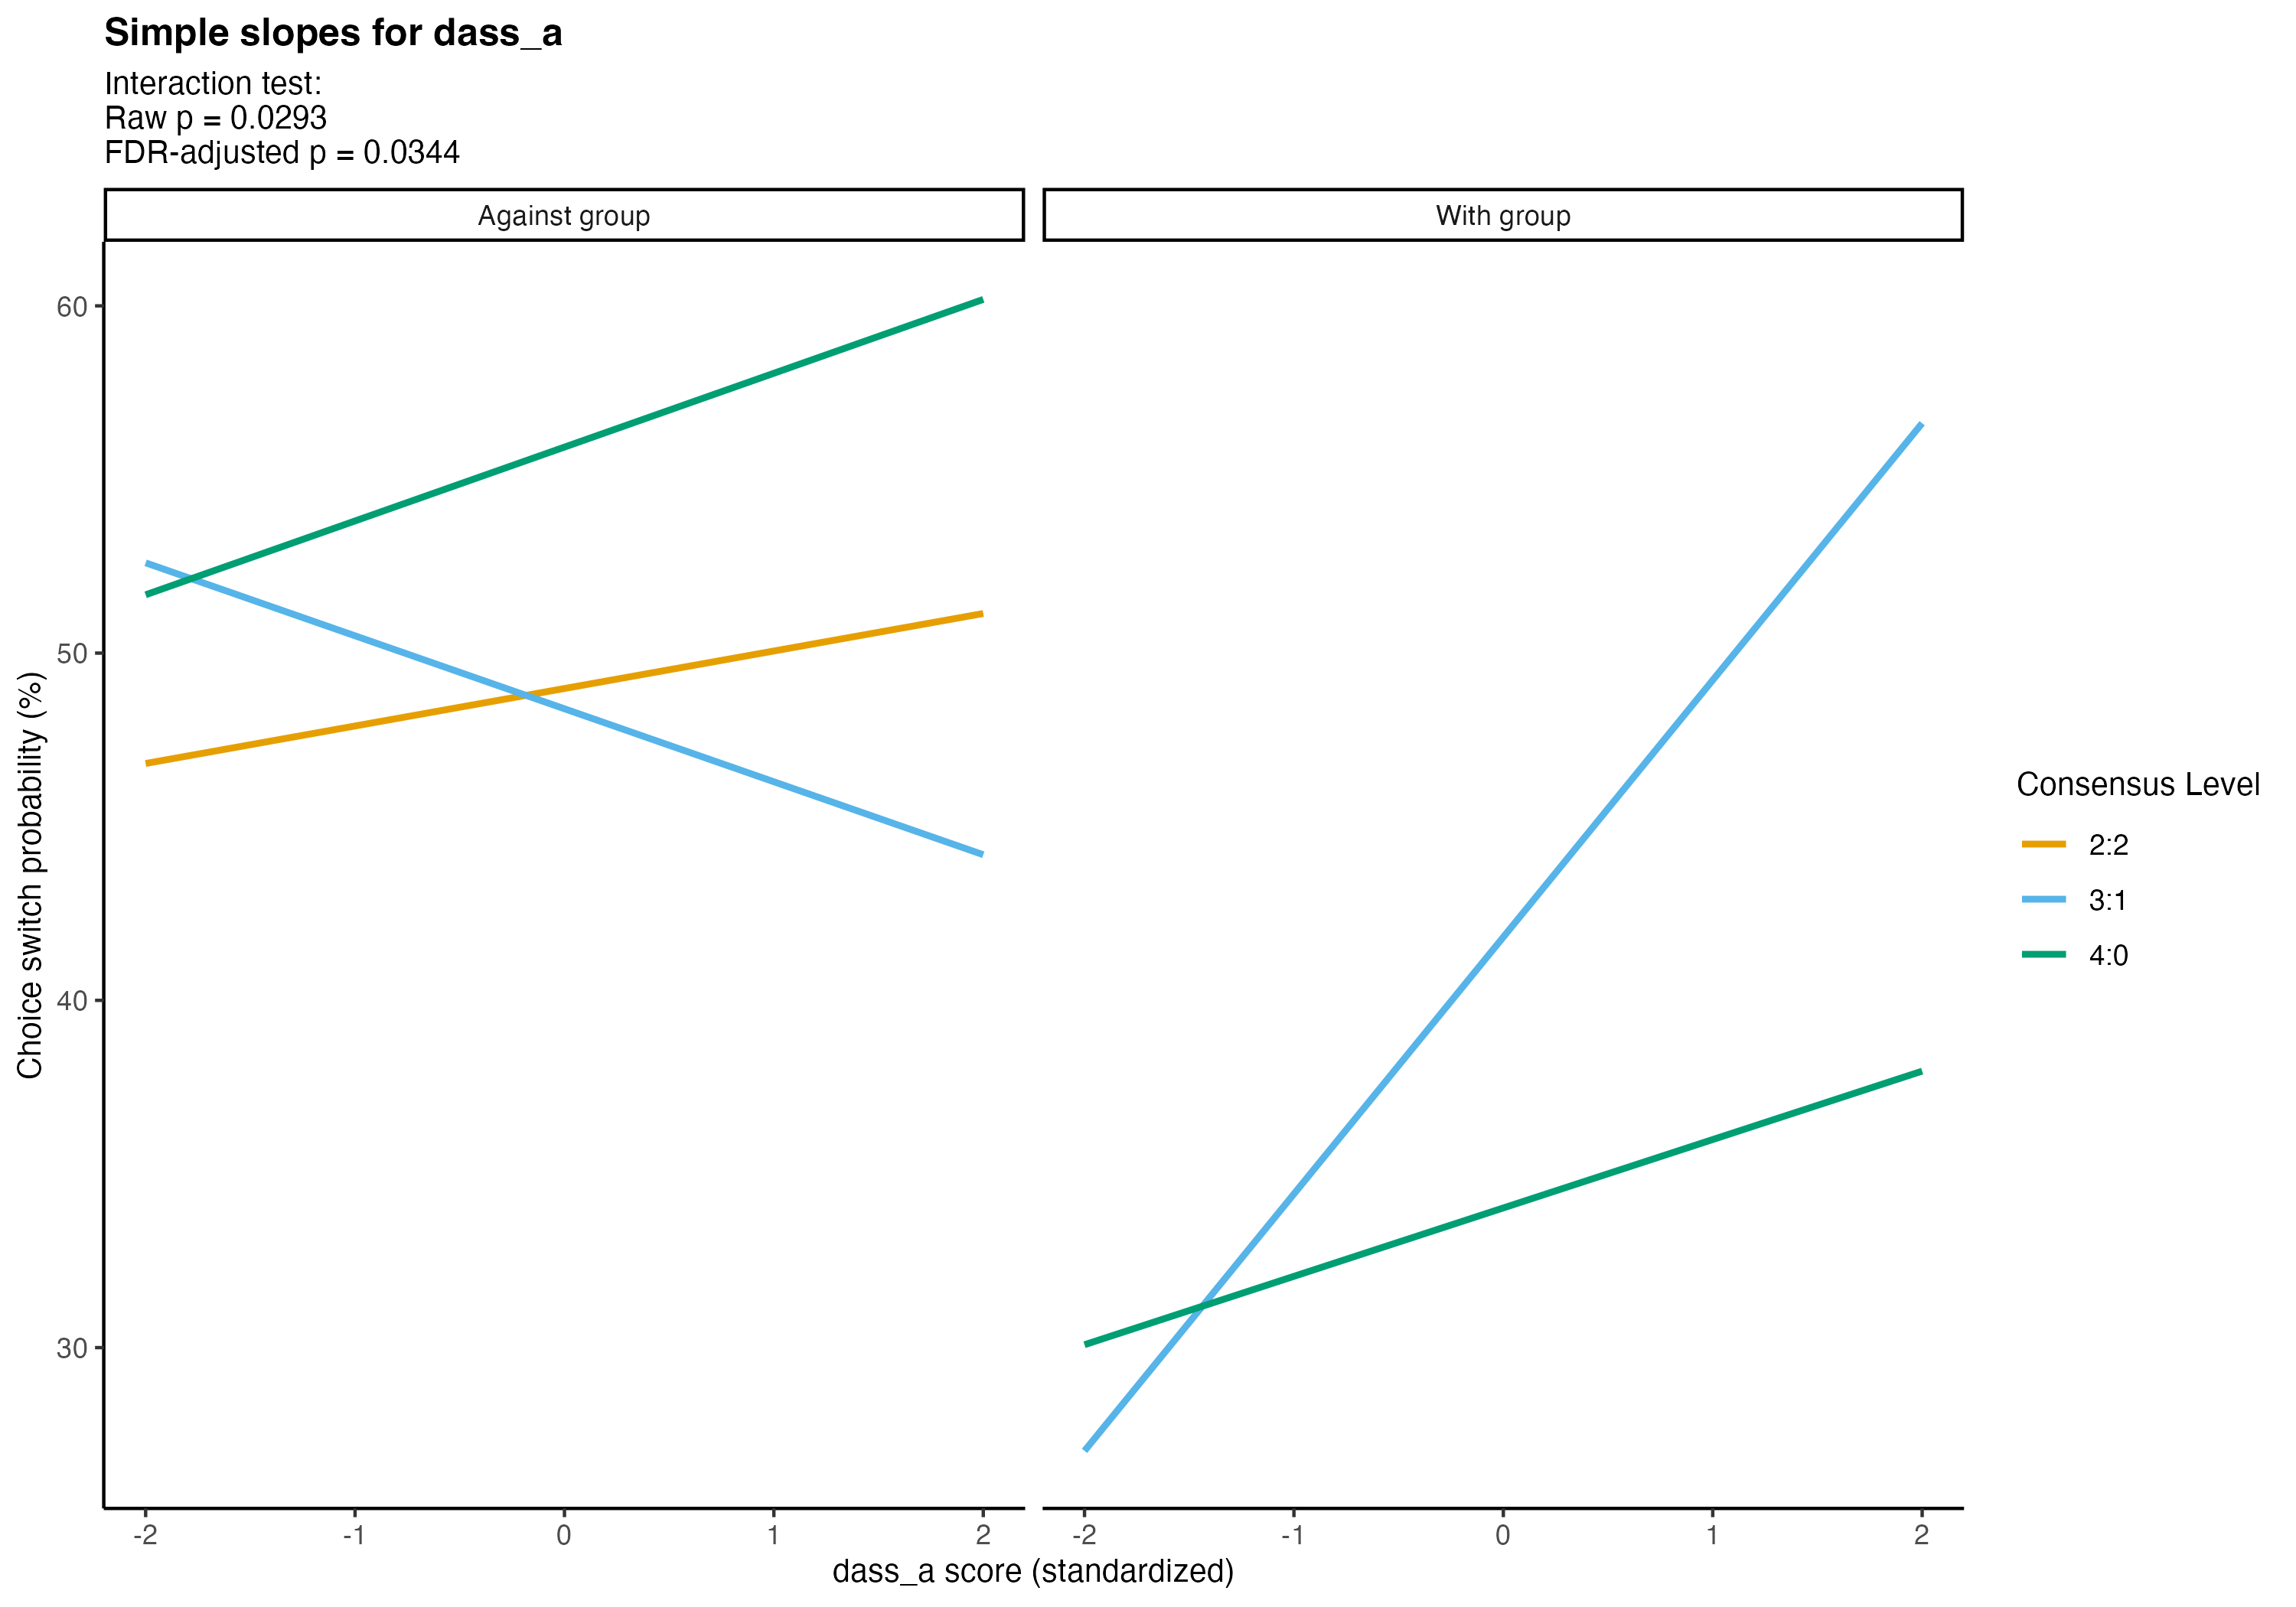 Simple slopes for dass_a
Interaction test:
Raw p = 0.0293
FDR-adjusted p = 0.0344
Against group
With group
60
50
40
30
Choice switch probability (%)
-2
-1
0
1
2
-2
-1
0
1
2
dass_a score (standardized)
Consensus Level
2:2
3:1
4:0